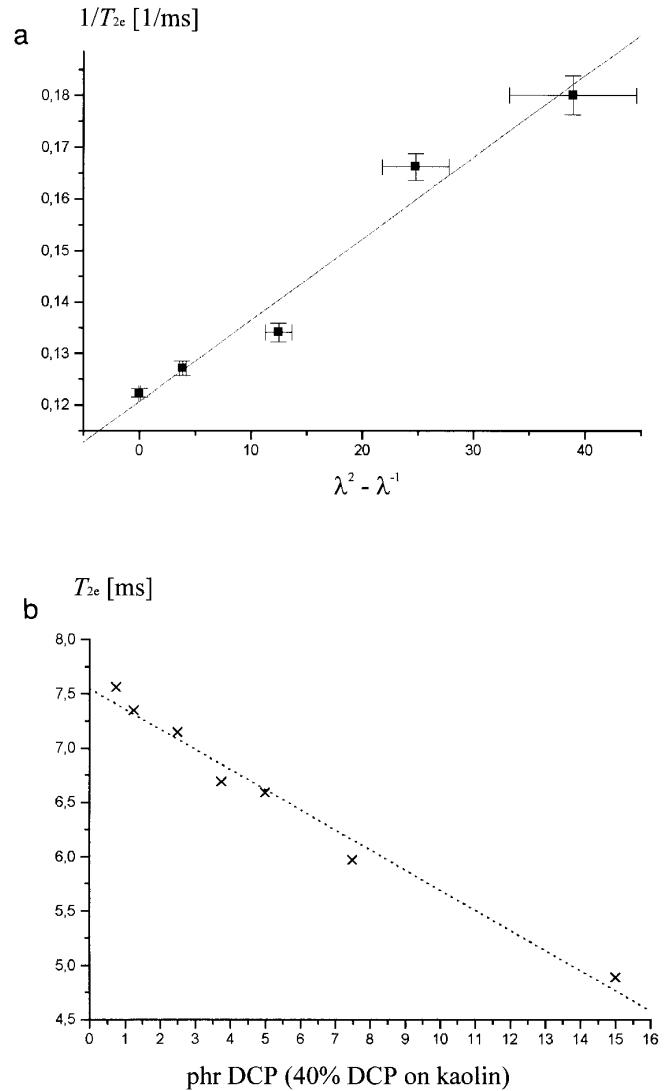 a
1/T₂ₑ [1/ms]
0,18
0,17
0,16
0,15
0,14
0,13
0,12
0 10 20 30 40
λ² - λ⁻¹
b
T₂ₑ [ms]
8,0
7,5
7,0
6,5
6,0
5,5
5,0
4,5
0 1 2 3 4 5 6 7 8 9 10 11 12 13 14 15 16
phr DCP (40% DCP on kaolin)